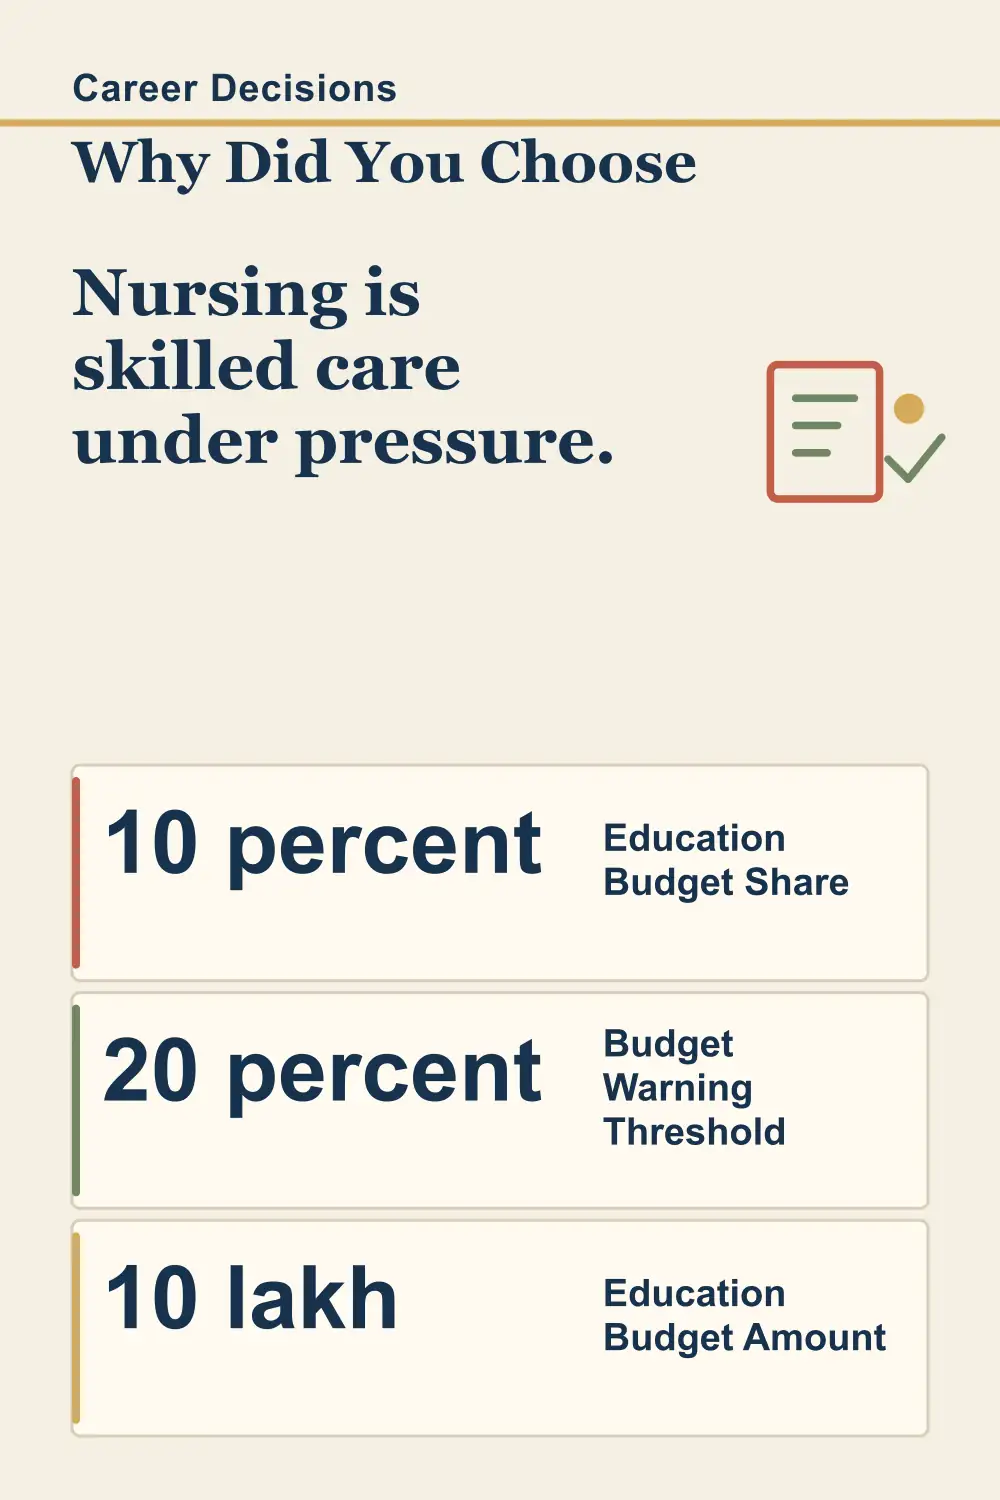 Career Decisions
Why Did You Choose
Nursing is
skilled care
under pressure.
10 percent
Education
Budget Share
20 percent
Budget
Warning
Threshold
10 lakh
Education
Budget Amount